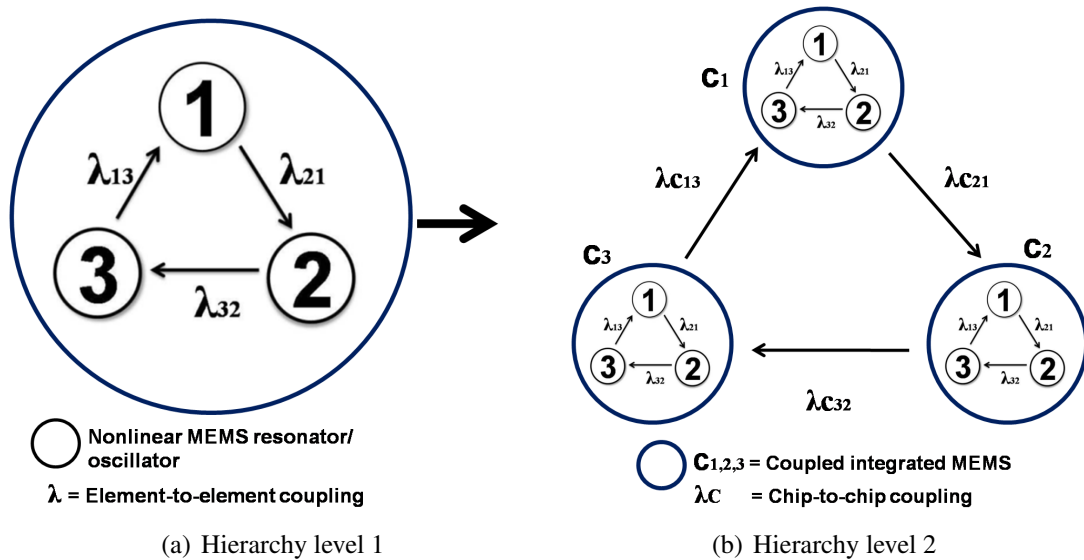 1
λ13
λ21
3
2
λ32
Nonlinear MEMS resonator/
oscillator
λ = Element-to-element coupling
(a) Hierarchy level 1
C1
1
λ13
λ21
3
2
λ32
λC13
λC21
C3
C2
1
λ13
λ21
3
2
λ32
1
λ13
λ21
3
2
λ32
λC32
C1,2,3 = Coupled integrated MEMS
λC = Chip-to-chip coupling
(b) Hierarchy level 2